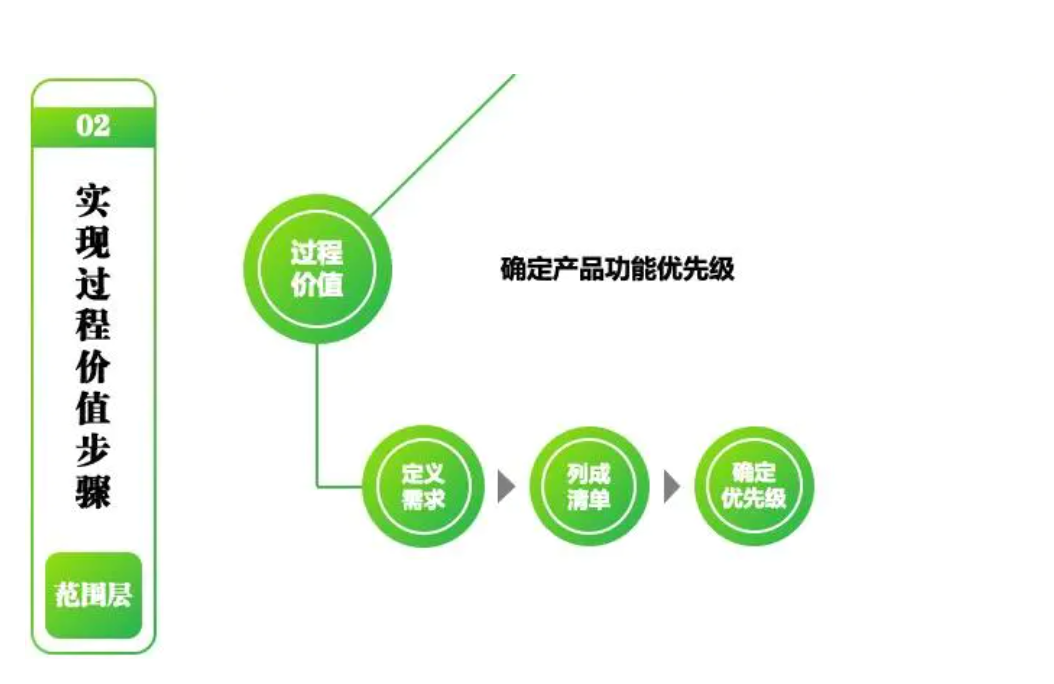 02
实现过程价值步骤
范围层
过程
价值
确定产品功能优先级
定义
需求
列成
清单
确定
优先级